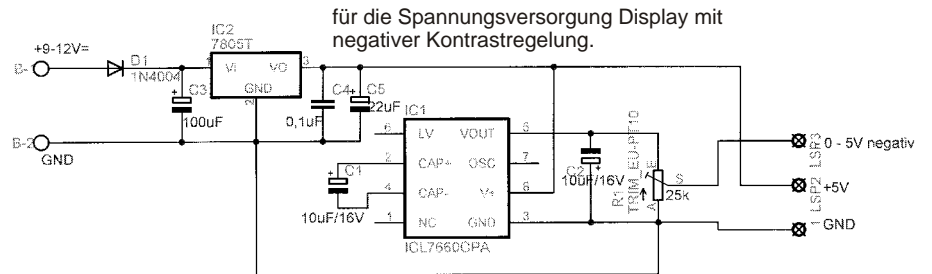 für die Spannungsversorgung Display mit
negativer Kontrastregelung.
+9-12V=
B-1
D1
1N4004
IC2
7805T
1
VI
VO
3
GND
2
C3
100uF
C4
0,1uF
C5
22uF
B-2
GND
IC1
6
LV
VOUT
5
2
CAP+
OSC
7
4
CAP-
V+
8
1
NC
GND
3
ICL7660CPA
C1
10uF/16V
C2
10uF/16V
R1
TRIM_EU-PT10
E
S
A
25k
LSP3
0 - 5V negativ
LSP2
+5V
1
GND